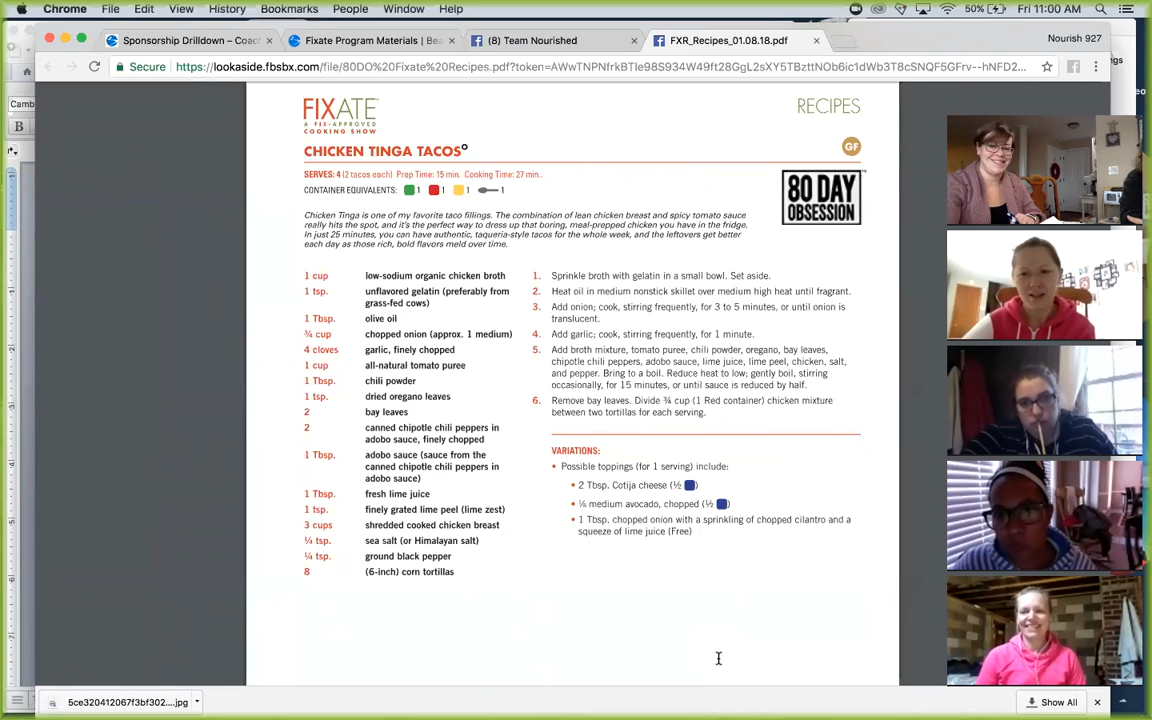 Chrome File Edit View History Bookmarks People Window Help 50% Fri 11:00 AM
Sponsorship Drilldown – Coach Fixate Program Materials | Bea (8) Team Nourished FXR_Recipes_01.08.18.pdf Nourish 927
Secure https://lookaside.fbsbx.com/file/80DO%20Fixate%20Recipes.pdf?token=
Camb
B
FIXATE
A FIX-APPROVED
COOKING SHOW
RECIPES
CHICKEN TINGA TACOS°
GF
SERVES: 4 (2 tacos each) Prop Time: 15 min. Cooking Time: 27 min..
CONTAINER EQUIVALENTS: 1 1 1 1
80 DAY
OBSESSION
Chicken Tinga is one of my favorite taco fillings. The combination of lean chicken breast and spicy tomato sauce
really hits the spot, and it's the perfect way to dress up that boring, meal-prepped chicken you have in the fridge.
In just 25 minutes, you can have authentic, taqueria-style tacos for the whole week, and the leftovers get better
each day as those rich, bold flavors meld over time.
1 cup low-sodium organic chicken broth
1 tsp. unflavored gelatin (preferably from
grass-fed cows)
1 Tbsp. olive oil
¾ cup chopped onion (approx. 1 medium)
4 cloves garlic, finely chopped
1 cup all-natural tomato puree
1 Tbsp. chili powder
1 tsp. dried oregano leaves
2 bay leaves
2 canned chipotle chili peppers in
adobo sauce, finely chopped
1 Tbsp. adobo sauce (sauce from the
canned chipotle chili peppers in
adobo sauce)
1 Tbsp. fresh lime juice
1 tsp. finely grated lime peel (lime zest)
3 cups shredded cooked chicken breast
¼ tsp. sea salt (or Himalayan salt)
¼ tsp. ground black pepper
8 (6-inch) corn tortillas
1. Sprinkle broth with gelatin in a small bowl. Set aside.
2. Heat oil in medium nonstick skillet over medium high heat until fragrant.
3. Add onion; cook, stirring frequently, for 3 to 5 minutes, or until onion is
translucent.
4. Add garlic; cook, stirring frequently, for 1 minute.
5. Add broth mixture, tomato puree, chili powder, oregano, bay leaves,
chipotle chili peppers, adobo sauce, lime juice, lime peel, chicken, salt,
and pepper. Bring to a boil. Reduce heat to low; gently boil, stirring
occasionally, for 15 minutes, or until sauce is reduced by half.
6. Remove bay leaves. Divide ¾ cup (1 Red container) chicken mixture
between two tortillas for each serving.
VARIATIONS:
• Possible toppings (for 1 serving) include:
• 2 Tbsp. Cotija cheese (½ )
• ⅛ medium avocado, chopped (½ )
• 1 Tbsp. chopped onion with a sprinkling of chopped cilantro and a
squeeze of lime juice (Free)
5ce320412067f3bf302....jpg Show All